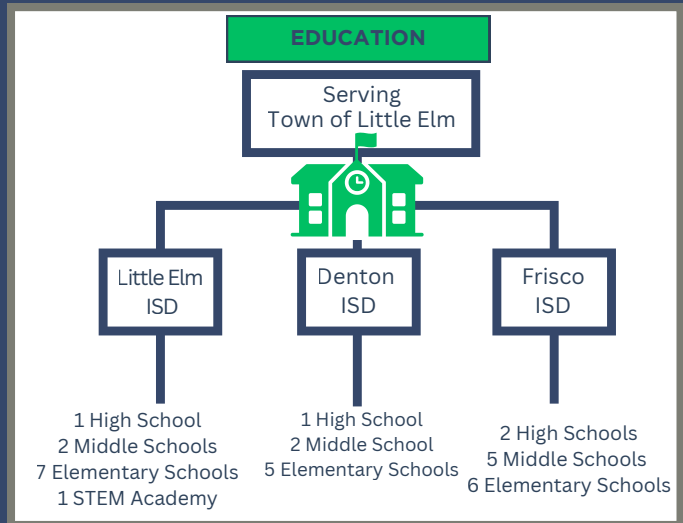 EDUCATION
Serving
Town of Little Elm
Little Elm
ISD
Denton
ISD
Frisco
ISD
1 High School
2 Middle Schools
7 Elementary Schools
1 STEM Academy
1 High School
2 Middle School
5 Elementary Schools
2 High Schools
5 Middle Schools
6 Elementary Schools